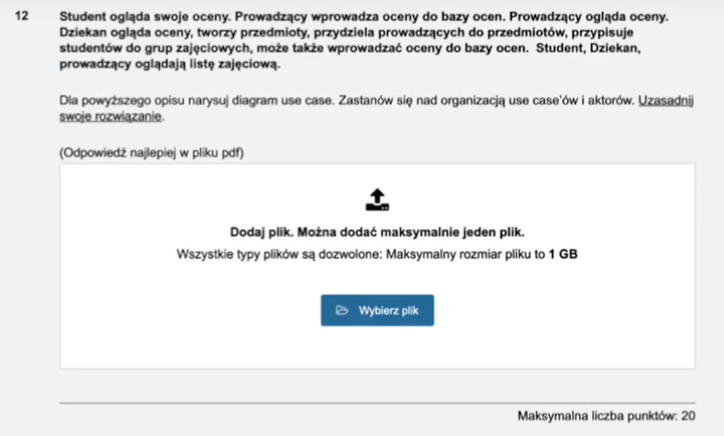 12 Student ogląda swoje oceny. Prowadzący wprowadza oceny do bazy ocen. Prowadzący ogląda oceny.
Dziekan ogląda oceny, tworzy przedmioty, przydziela prowadzących do przedmiotów, przypisuje
studentów do grup zajęciowych, może także wprowadzać oceny do bazy ocen. Student, Dziekan,
prowadzący oglądają listę zajęciową.
Dla powyższego opisu narysuj diagram use case. Zastanów się nad organizacją use case'ów i aktorów. Uzasadnij
swoje rozwiązanie.
(Odpowiedź najlepiej w pliku pdf)
Dodaj plik. Można dodać maksymalnie jeden plik.
Wszystkie typy plików są dozwolone: Maksymalny rozmiar pliku to 1 GB
Wybierz plik
Maksymalna liczba punktów: 20